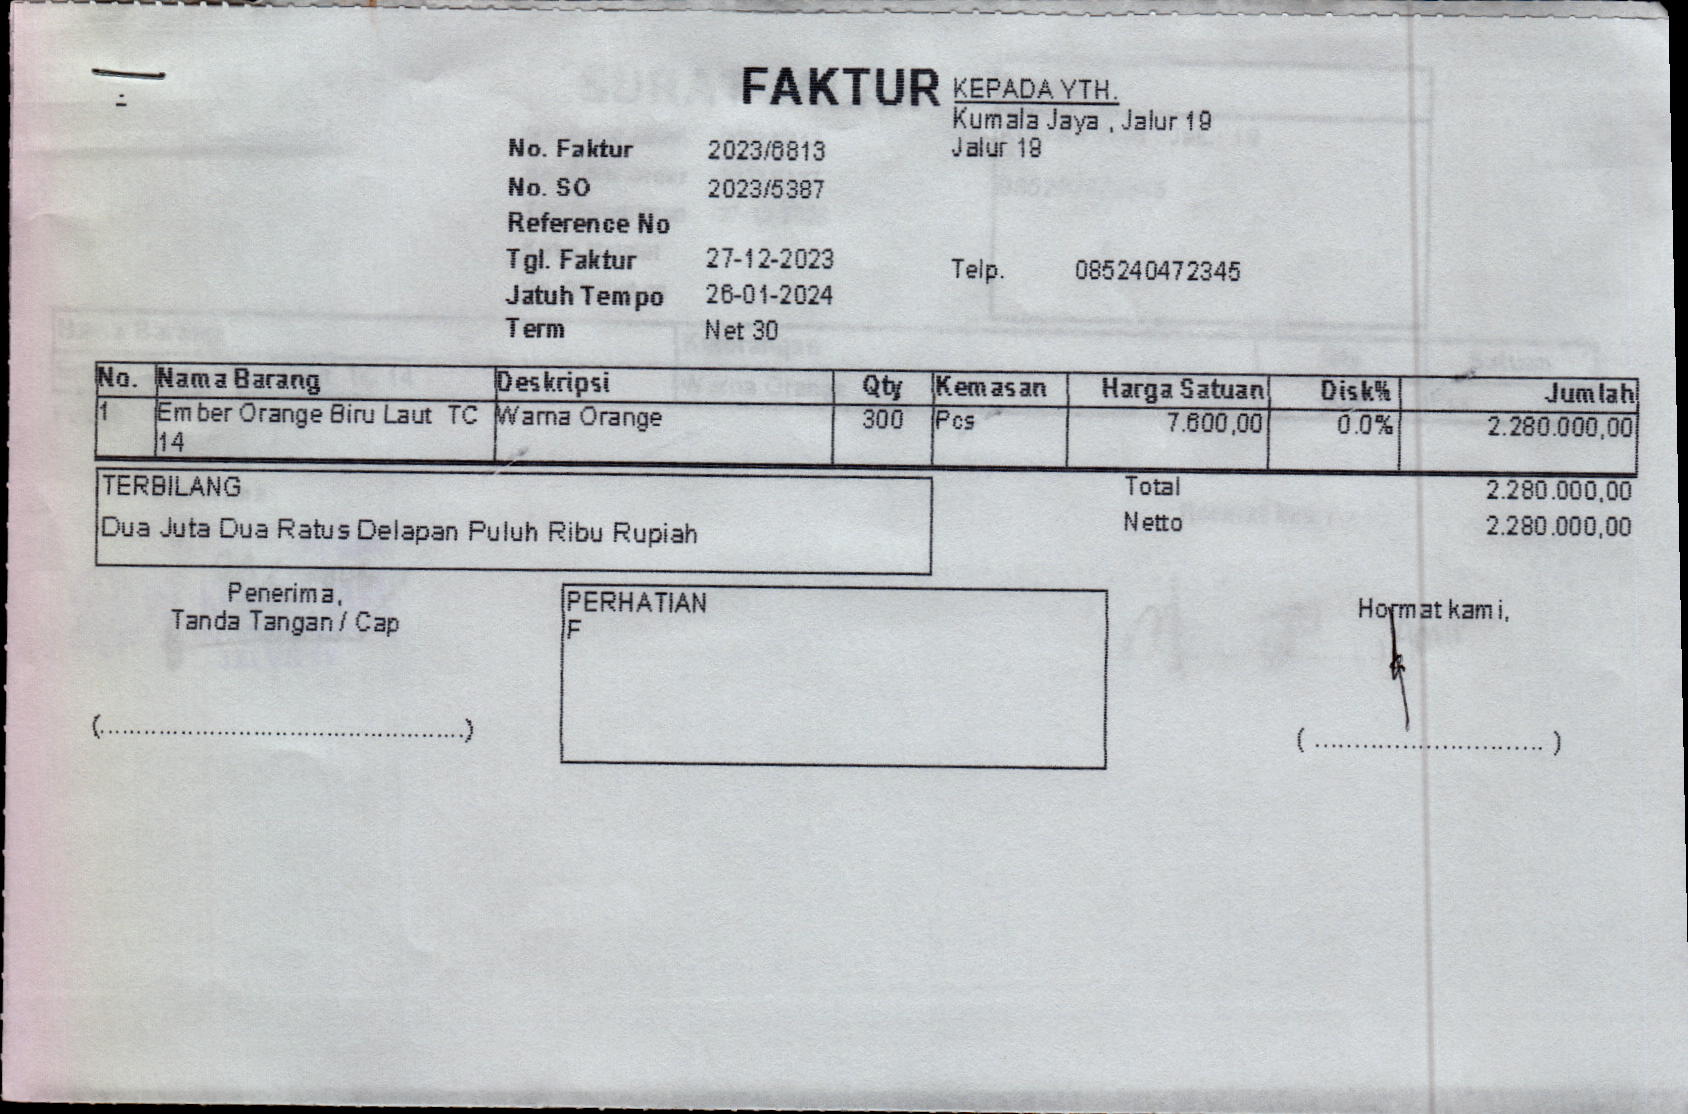 FAKTUR
KEPADA YTH.
Kumala Jaya , Jalur 19
Jalur 19
No. Faktur 2023/6813
No. SO 2023/5387
Reference No
Tgl. Faktur 27-12-2023
Telp. 085240472345
Jatuh Tempo 26-01-2024
Term Net 30
No. Nama Barang Deskripsi Qty Kemasan Harga Satuan Disk% Jumlah
1 Ember Orange Biru Laut TC Warna Orange 300 Pcs 7.600,00 0.0% 2.280.000,00
14
TERBILANG
Dua Juta Dua Ratus Delapan Puluh Ribu Rupiah
Total 2.280.000,00
Netto 2.280.000,00
Penerima,
Tanda Tangan / Cap
(................................................)
PERHATIAN
F
Hormat kami,
( ............................ )